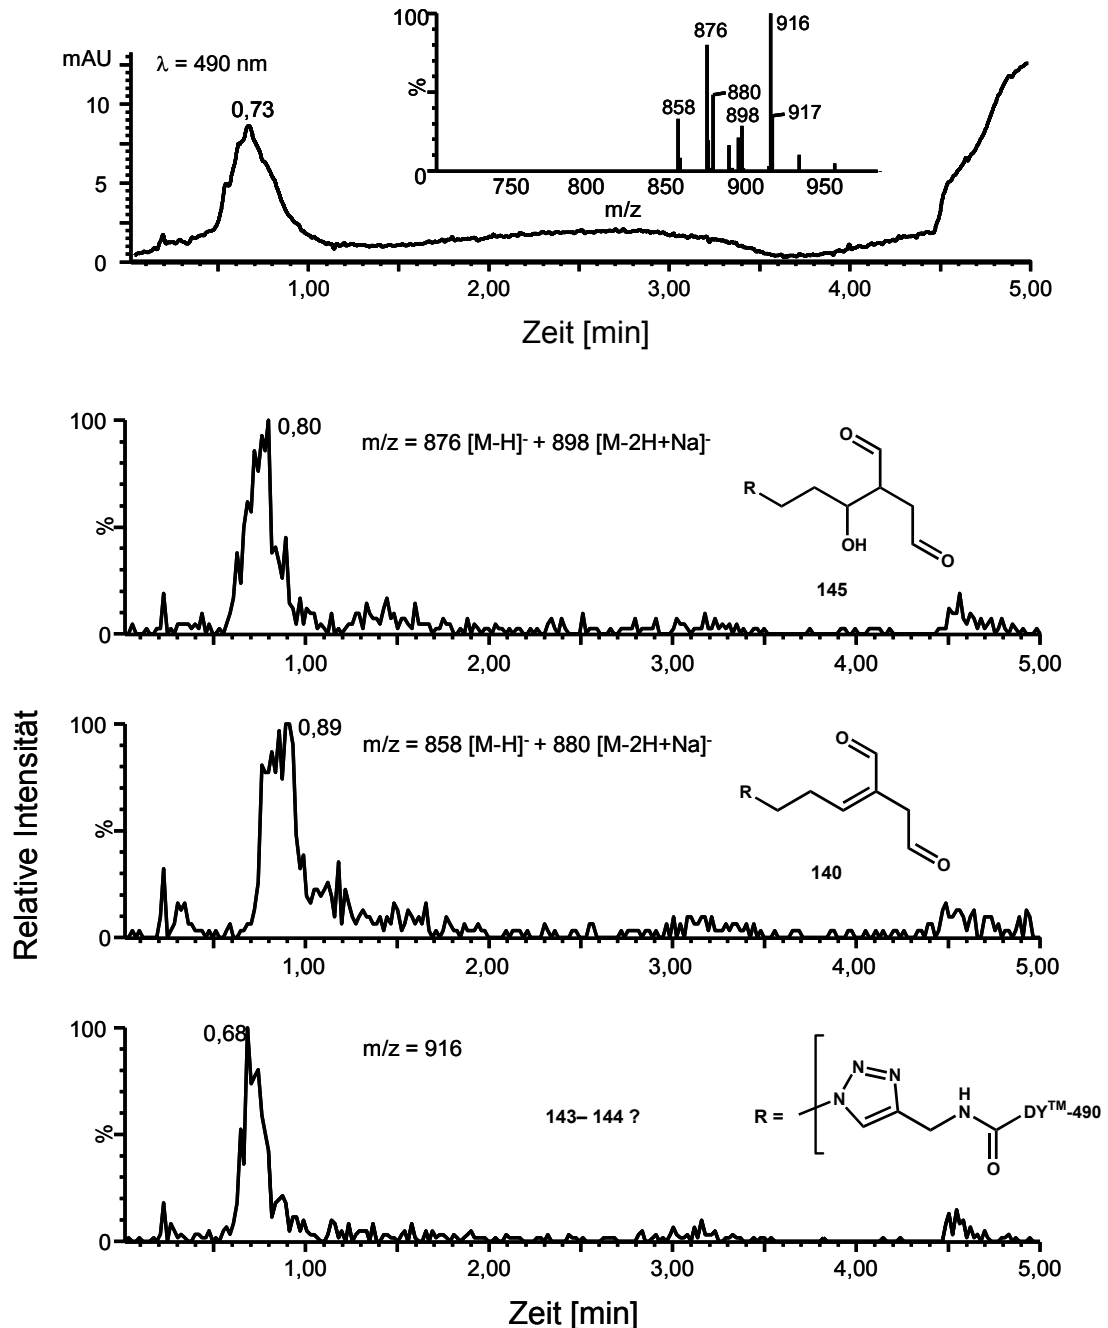 mAU
λ = 490 nm
0,73
10
5
0
1,00 2,00 3,00 4,00 5,00
Zeit [min]
100
%
0
916
876
880
858
898
917
750 800 850 900 950
m/z
Relative Intensität
100
%
0
0,80
m/z = 876 [M-H]- + 898 [M-2H+Na]-
O
R
OH
O
145
1,00 2,00 3,00 4,00 5,00
100
%
0
0,89
m/z = 858 [M-H]- + 880 [M-2H+Na]-
O
R
O
140
1,00 2,00 3,00 4,00 5,00
100
%
0
0,68
m/z = 916
143– 144 ?
R =
N
N
N
H
N
O
DY™-490
1,00 2,00 3,00 4,00 5,00
Zeit [min]